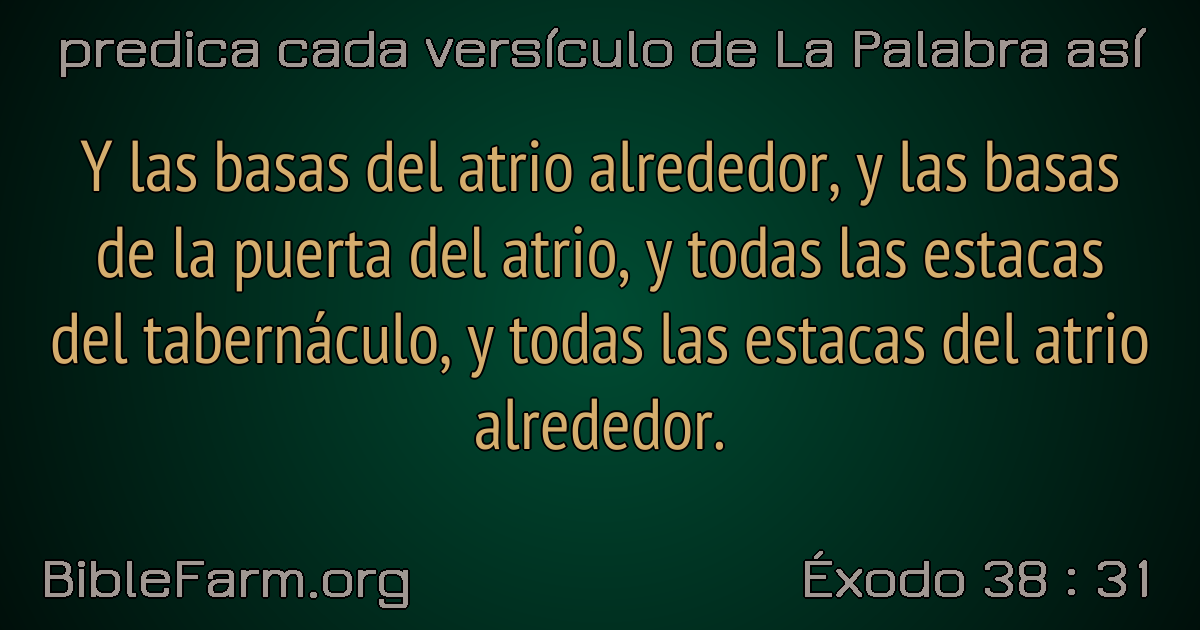 predica cada versículo de La Palabra así
Y las basas del atrio alrededor, y las basas
de la puerta del atrio, y todas las estacas
del tabernáculo, y todas las estacas del atrio
alrededor.
BibleFarm.org
Éxodo 38 : 31